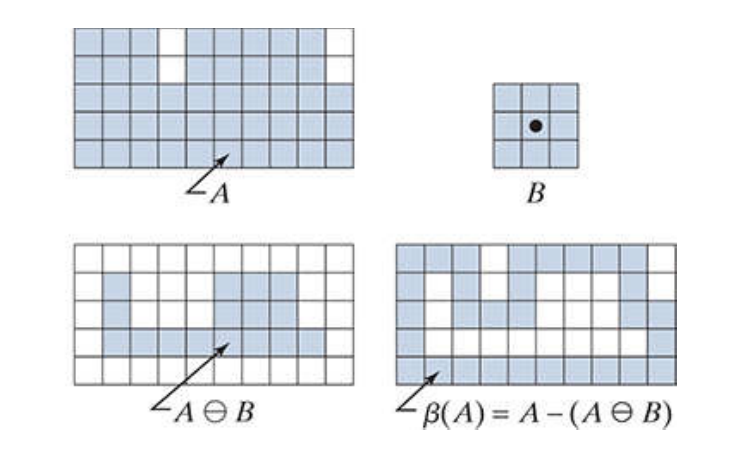 A
B
A ⊖ B
β(A) = A − (A ⊖ B)